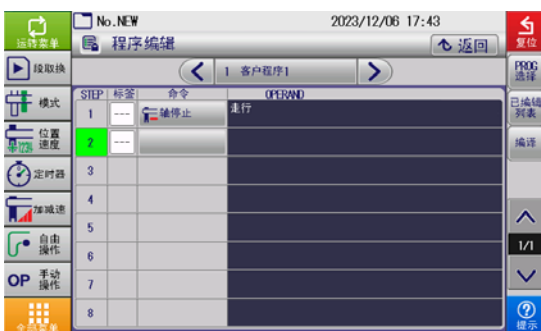 No.NEW 2023/12/06 17:43
程序编辑
返回
1 客户程序1
STEP 标签 命令 OPERAND
1 --- 轴停止 走行
2 ---
3
4
5
6
7
8
运转菜单
段取换
模式
位置
速度
定时器
加减速
自由
操作
OP 手动
操作
全部菜单
复位
PROG
选择
已编辑
列表
编译
1/1
提示